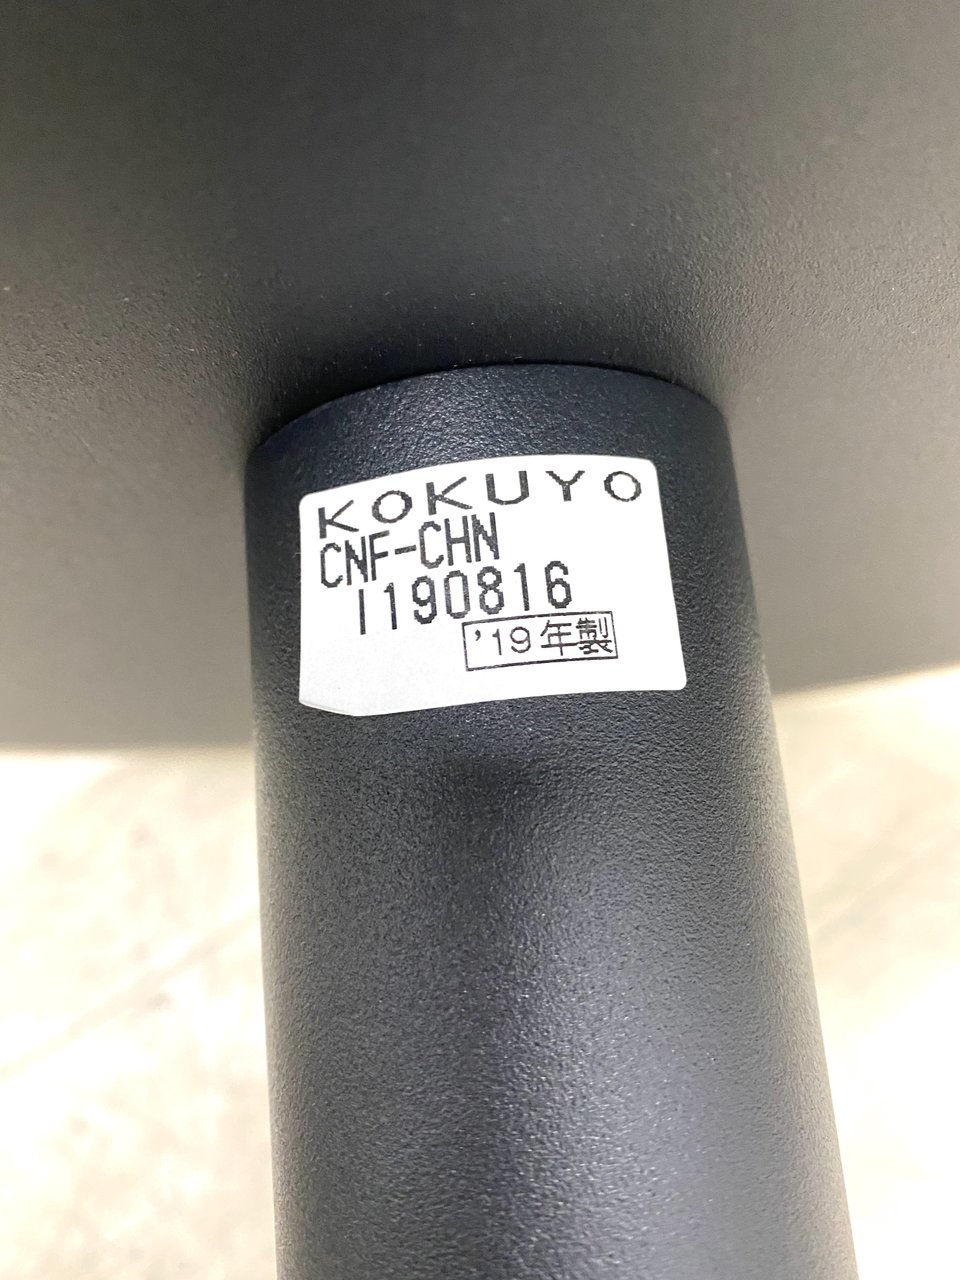 KOKUYO
CNF-CHN
I190816
'19年製